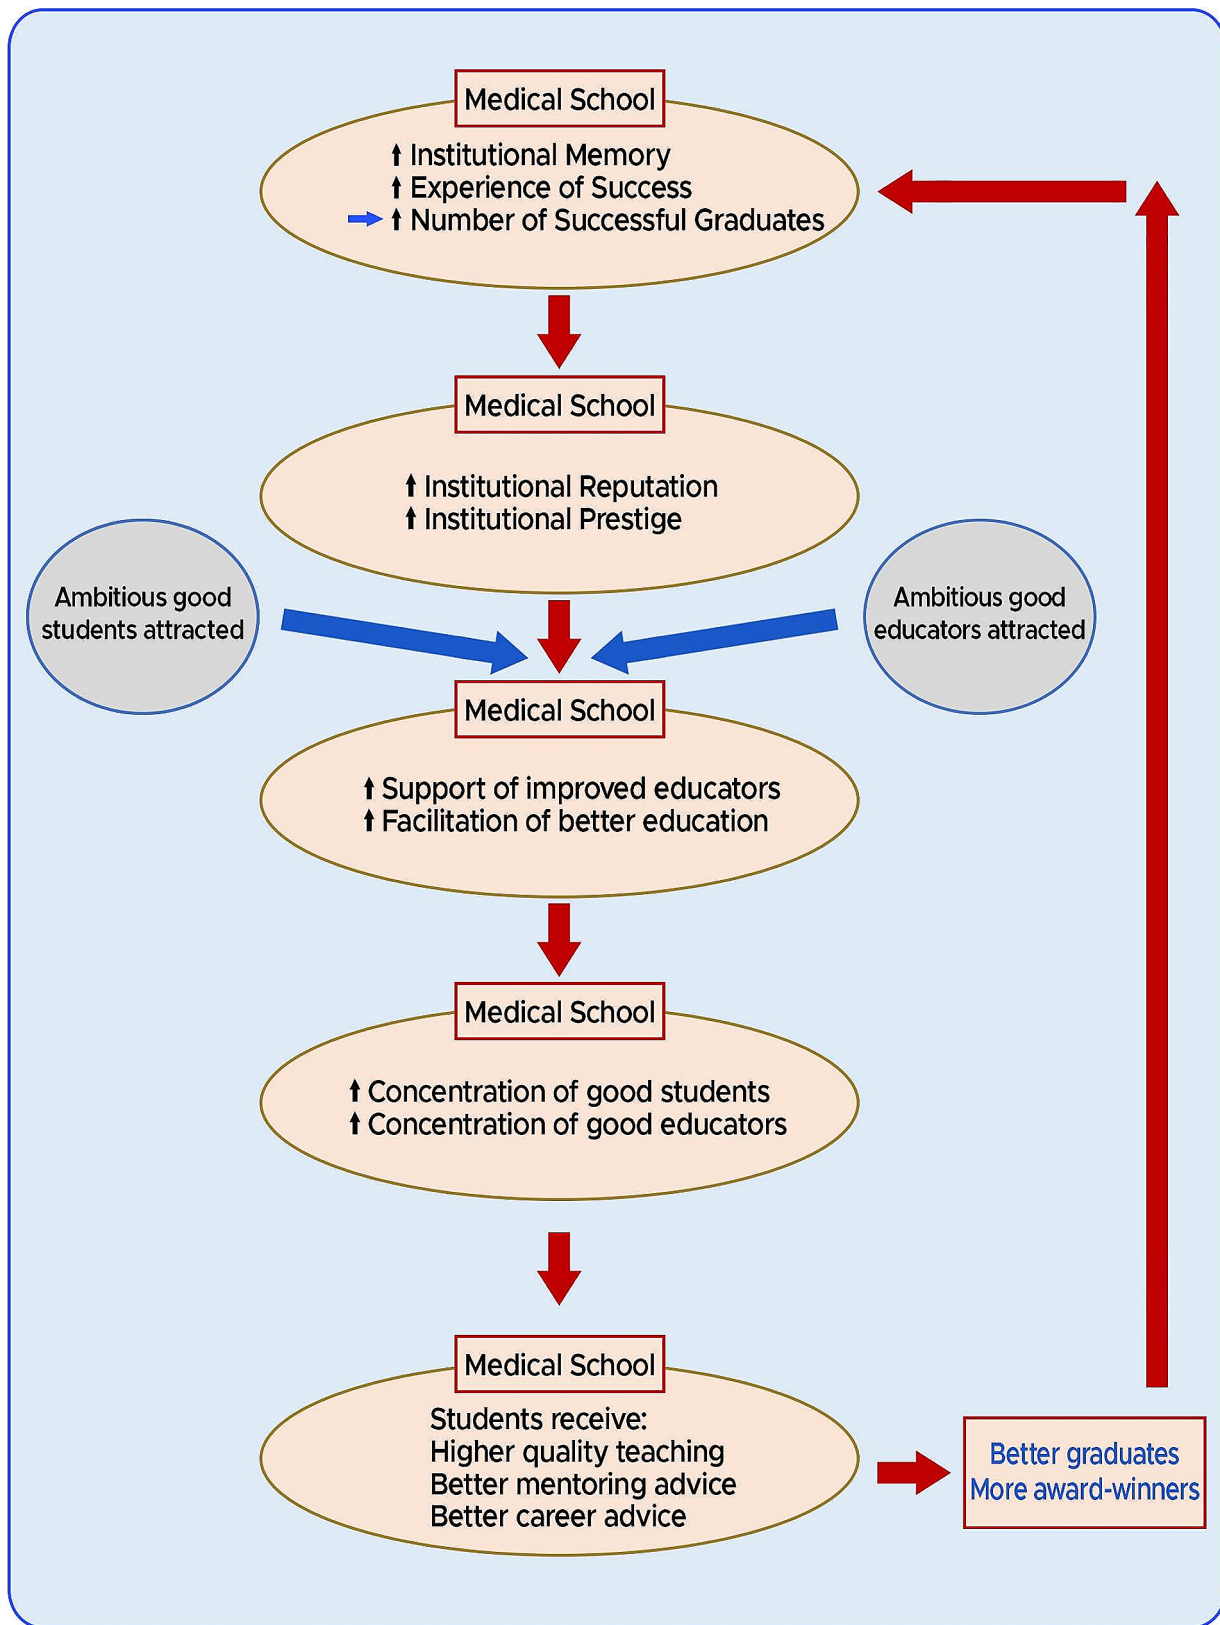 Medical School
Institutional Memory
Experience of Success
Number of Successful Graduates
Medical School
Institutional Reputation
Institutional Prestige
Ambitious good
students attracted
Ambitious good
educators attracted
Medical School
Support of improved educators
Facilitation of better education
Medical School
Concentration of good students
Concentration of good educators
Medical School
Students receive:
Higher quality teaching
Better mentoring advice
Better career advice
Better graduates
More award-winners